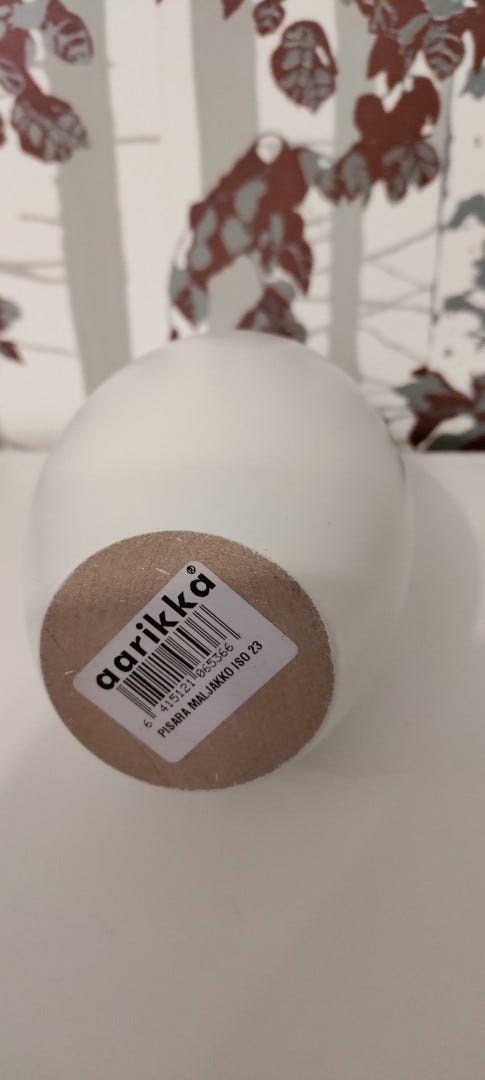 aarikka®
6 415121 065366
PISARA MALJAKKO ISO 23